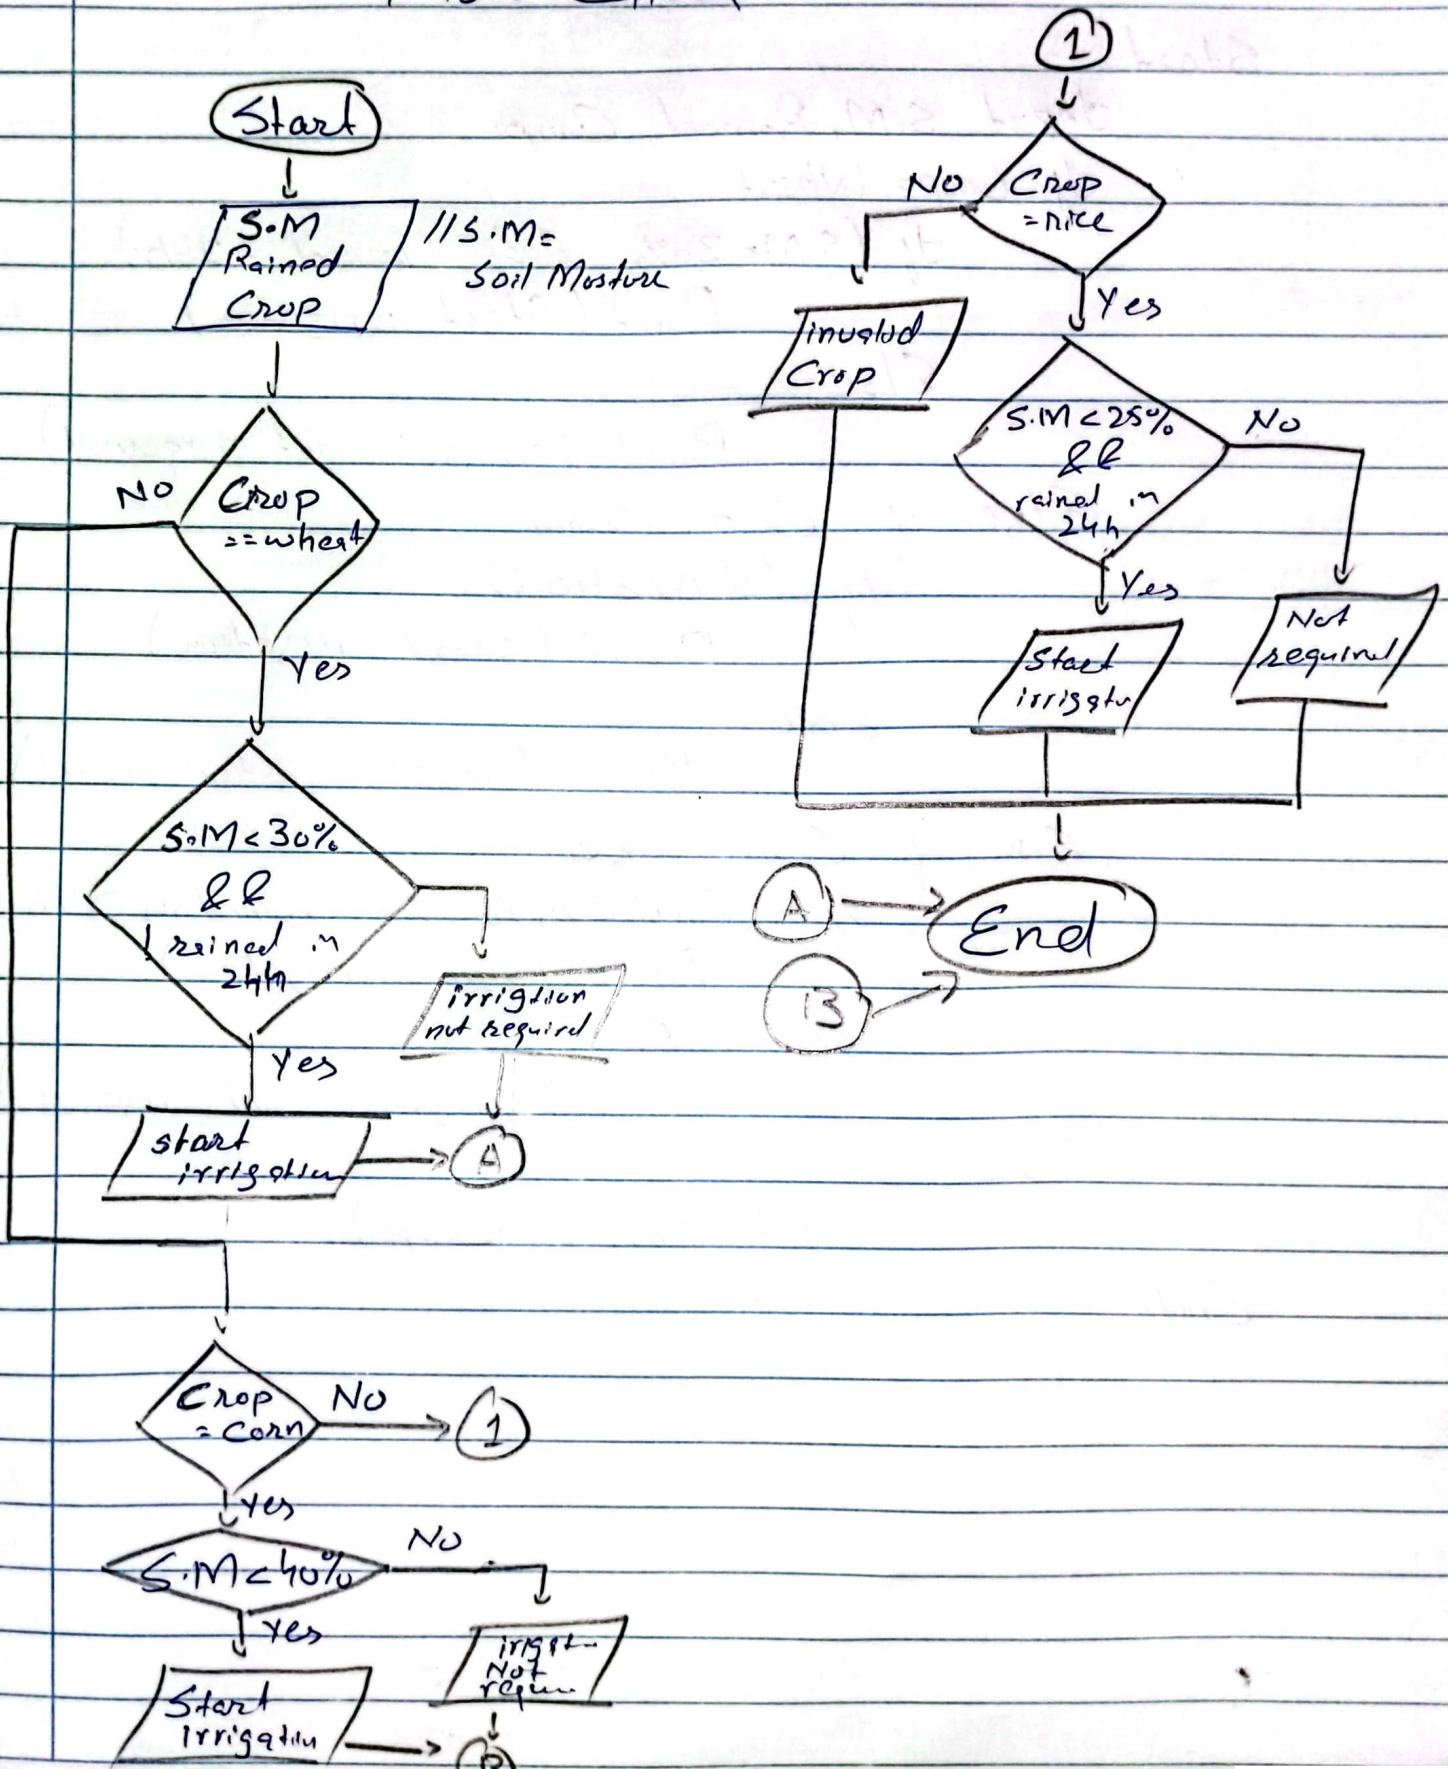 Start
S.M
Rained
Crop
//S.M=
Soil Mosture
Crop
==wheat
NO
Yes
S.M<30%
&&
! rained in
24h
irrigtion
not required
Yes
start
irrigation
A
Crop
= Corn
NO
1
Yes
S.M<40%
NO
Yes
Start
irrigation
Not
1
Crop
=rice
NO
Yes
invalid
Crop
S.M<25%
&&
rained in
24h
No
Yes
Start
Not
required
A
B
End